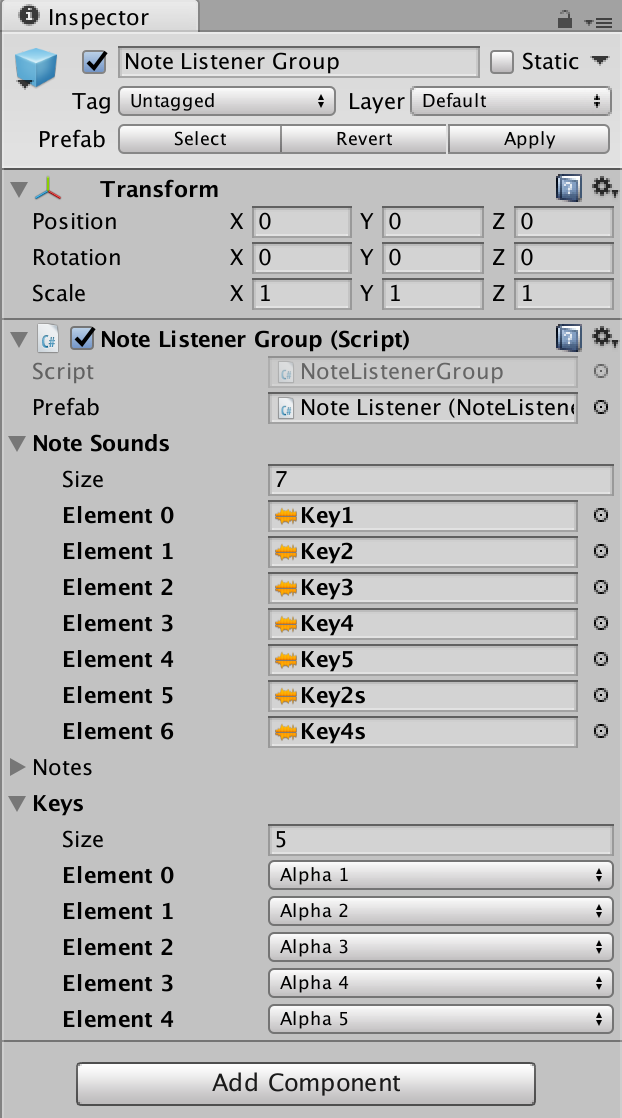 Inspector
Note Listener Group Static
Tag Untagged Layer Default
Prefab Select Revert Apply
Transform
Position X 0 Y 0 Z 0
Rotation X 0 Y 0 Z 0
Scale X 1 Y 1 Z 1
C# Note Listener Group (Script)
Script C# NoteListenerGroup
Prefab C# Note Listener (NoteListene
Note Sounds
Size 7
Element 0 Key1
Element 1 Key2
Element 2 Key3
Element 3 Key4
Element 4 Key5
Element 5 Key2s
Element 6 Key4s
Notes
Keys
Size 5
Element 0 Alpha 1
Element 1 Alpha 2
Element 2 Alpha 3
Element 3 Alpha 4
Element 4 Alpha 5
Add Component